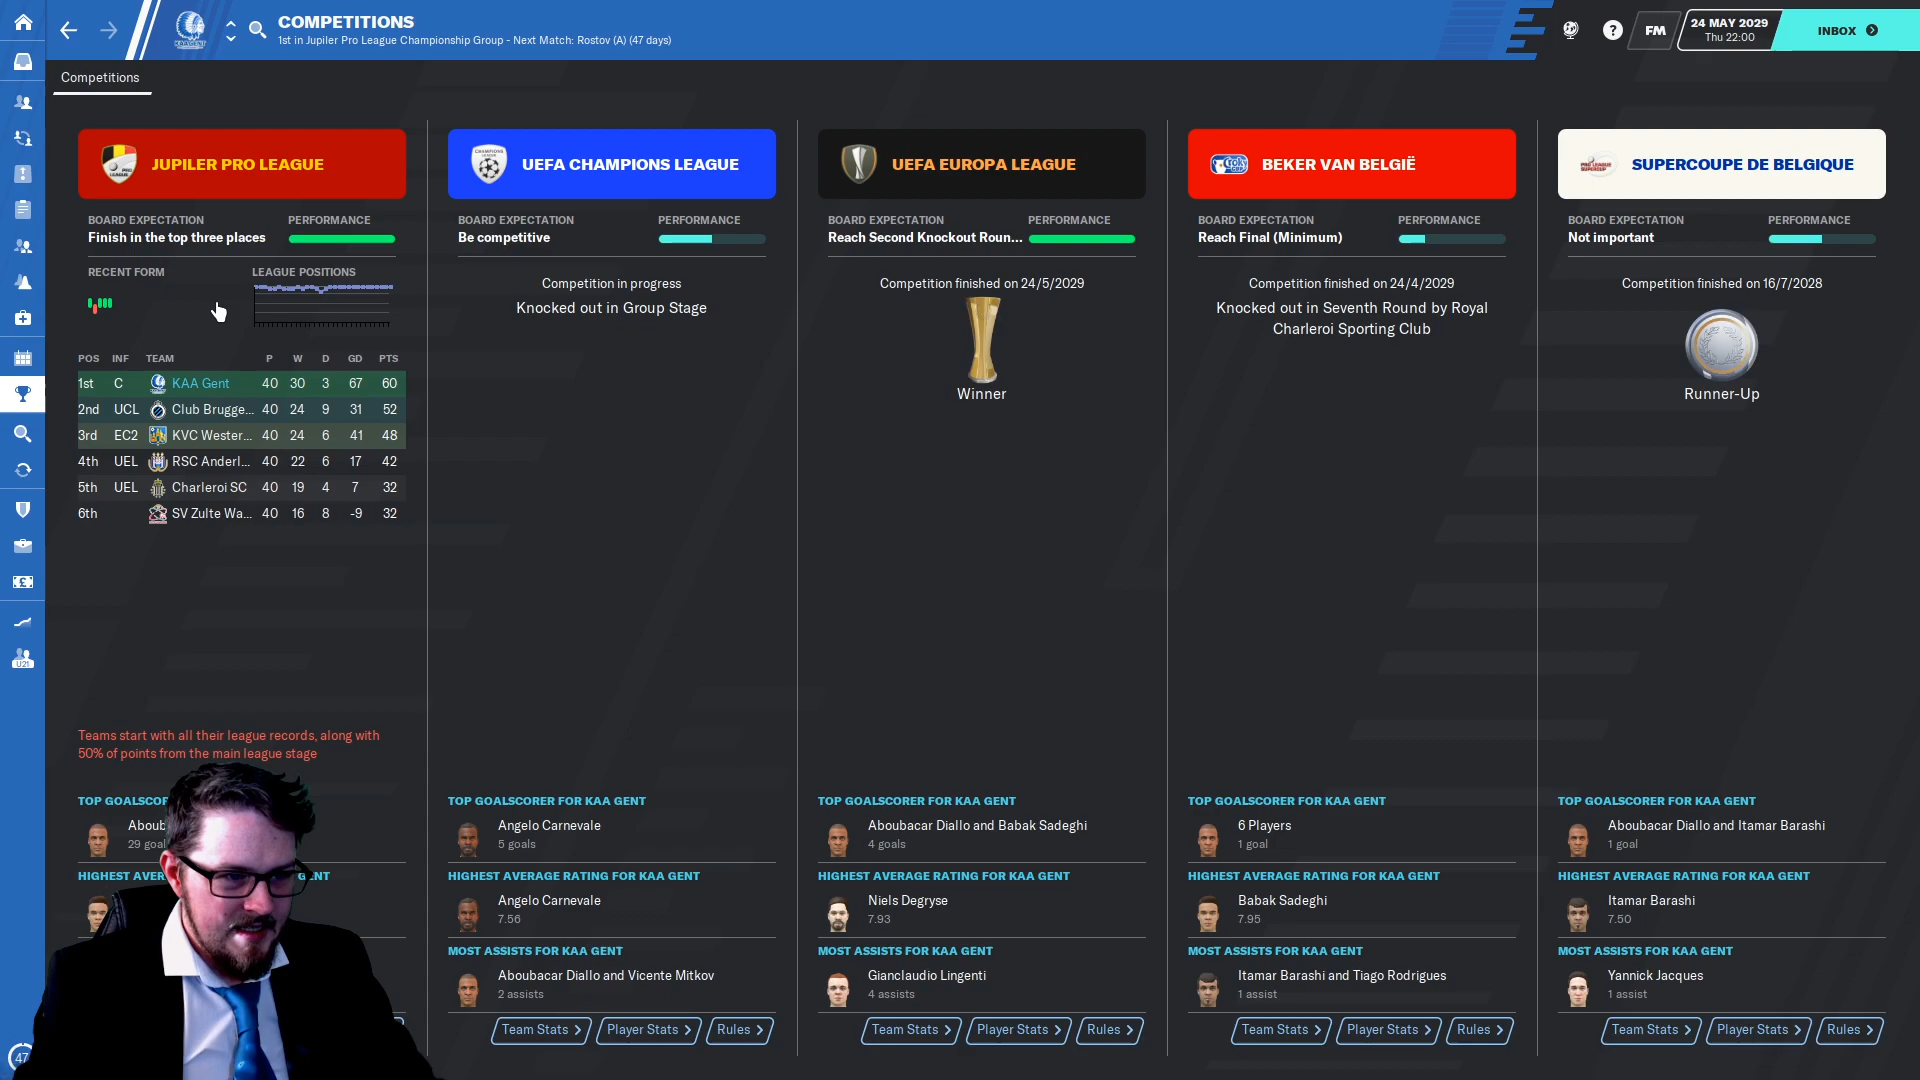 COMPETITIONS
1st in Jupiler Pro League Championship Group - Next Match: Rostov (A) (47 days)
FM
24 MAY 2029
Thu 22:00
INBOX
Competitions
JUPILER PRO LEAGUE
BOARD EXPECTATION PERFORMANCE
Finish in the top three places
RECENT FORM LEAGUE POSITIONS
POS INF TEAM P W D GD PTS
1st C KAA Gent 40 30 3 67 60
2nd UCL Club Brugge... 40 24 9 31 52
3rd EC2 KVC Wester... 40 24 6 41 48
4th UEL RSC Anderl... 40 22 6 17 42
5th UEL Charleroi SC 40 19 4 7 32
6th SV Zulte Wa... 40 16 8 -9 32
Teams start with all their league records, along with
50% of points from the main league stage
TOP GOALSCOR
Aboub
29 goal
HIGHEST AVER
ENT
UEFA CHAMPIONS LEAGUE
BOARD EXPECTATION PERFORMANCE
Be competitive
Competition in progress
Knocked out in Group Stage
TOP GOALSCORER FOR KAA GENT
Angelo Carnevale
5 goals
HIGHEST AVERAGE RATING FOR KAA GENT
Angelo Carnevale
7.56
MOST ASSISTS FOR KAA GENT
Aboubacar Diallo and Vicente Mitkov
2 assists
Team Stats Player Stats Rules
UEFA EUROPA LEAGUE
BOARD EXPECTATION PERFORMANCE
Reach Second Knockout Roun...
Competition finished on 24/5/2029
Winner
TOP GOALSCORER FOR KAA GENT
Aboubacar Diallo and Babak Sadeghi
4 goals
HIGHEST AVERAGE RATING FOR KAA GENT
Niels Degryse
7.93
MOST ASSISTS FOR KAA GENT
Gianclaudio Lingenti
4 assists
Team Stats Player Stats Rules
BEKER VAN BELGIË
BOARD EXPECTATION PERFORMANCE
Reach Final (Minimum)
Competition finished on 24/4/2029
Knocked out in Seventh Round by Royal
Charleroi Sporting Club
TOP GOALSCORER FOR KAA GENT
6 Players
1 goal
HIGHEST AVERAGE RATING FOR KAA GENT
Babak Sadeghi
7.95
MOST ASSISTS FOR KAA GENT
Itamar Barashi and Tiago Rodrigues
1 assist
Team Stats Player Stats Rules
SUPERCOUPE DE BELGIQUE
BOARD EXPECTATION PERFORMANCE
Not important
Competition finished on 16/7/2028
Runner-Up
TOP GOALSCORER FOR KAA GENT
Aboubacar Diallo and Itamar Barashi
1 goal
HIGHEST AVERAGE RATING FOR KAA GENT
Itamar Barashi
7.50
MOST ASSISTS FOR KAA GENT
Yannick Jacques
1 assist
Team Stats Player Stats Rules
U21
47